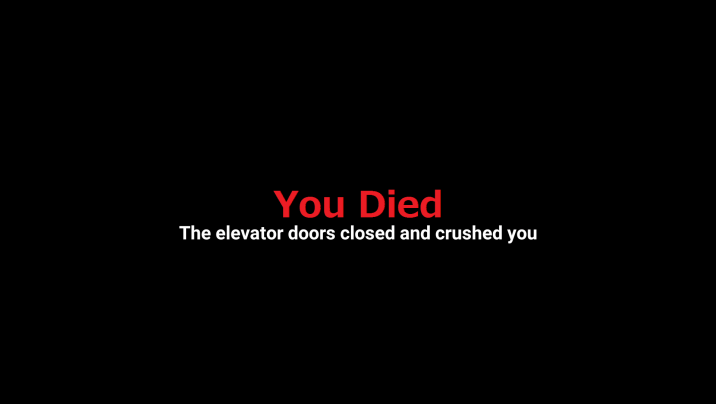 You Died
The elevator doors closed and crushed you